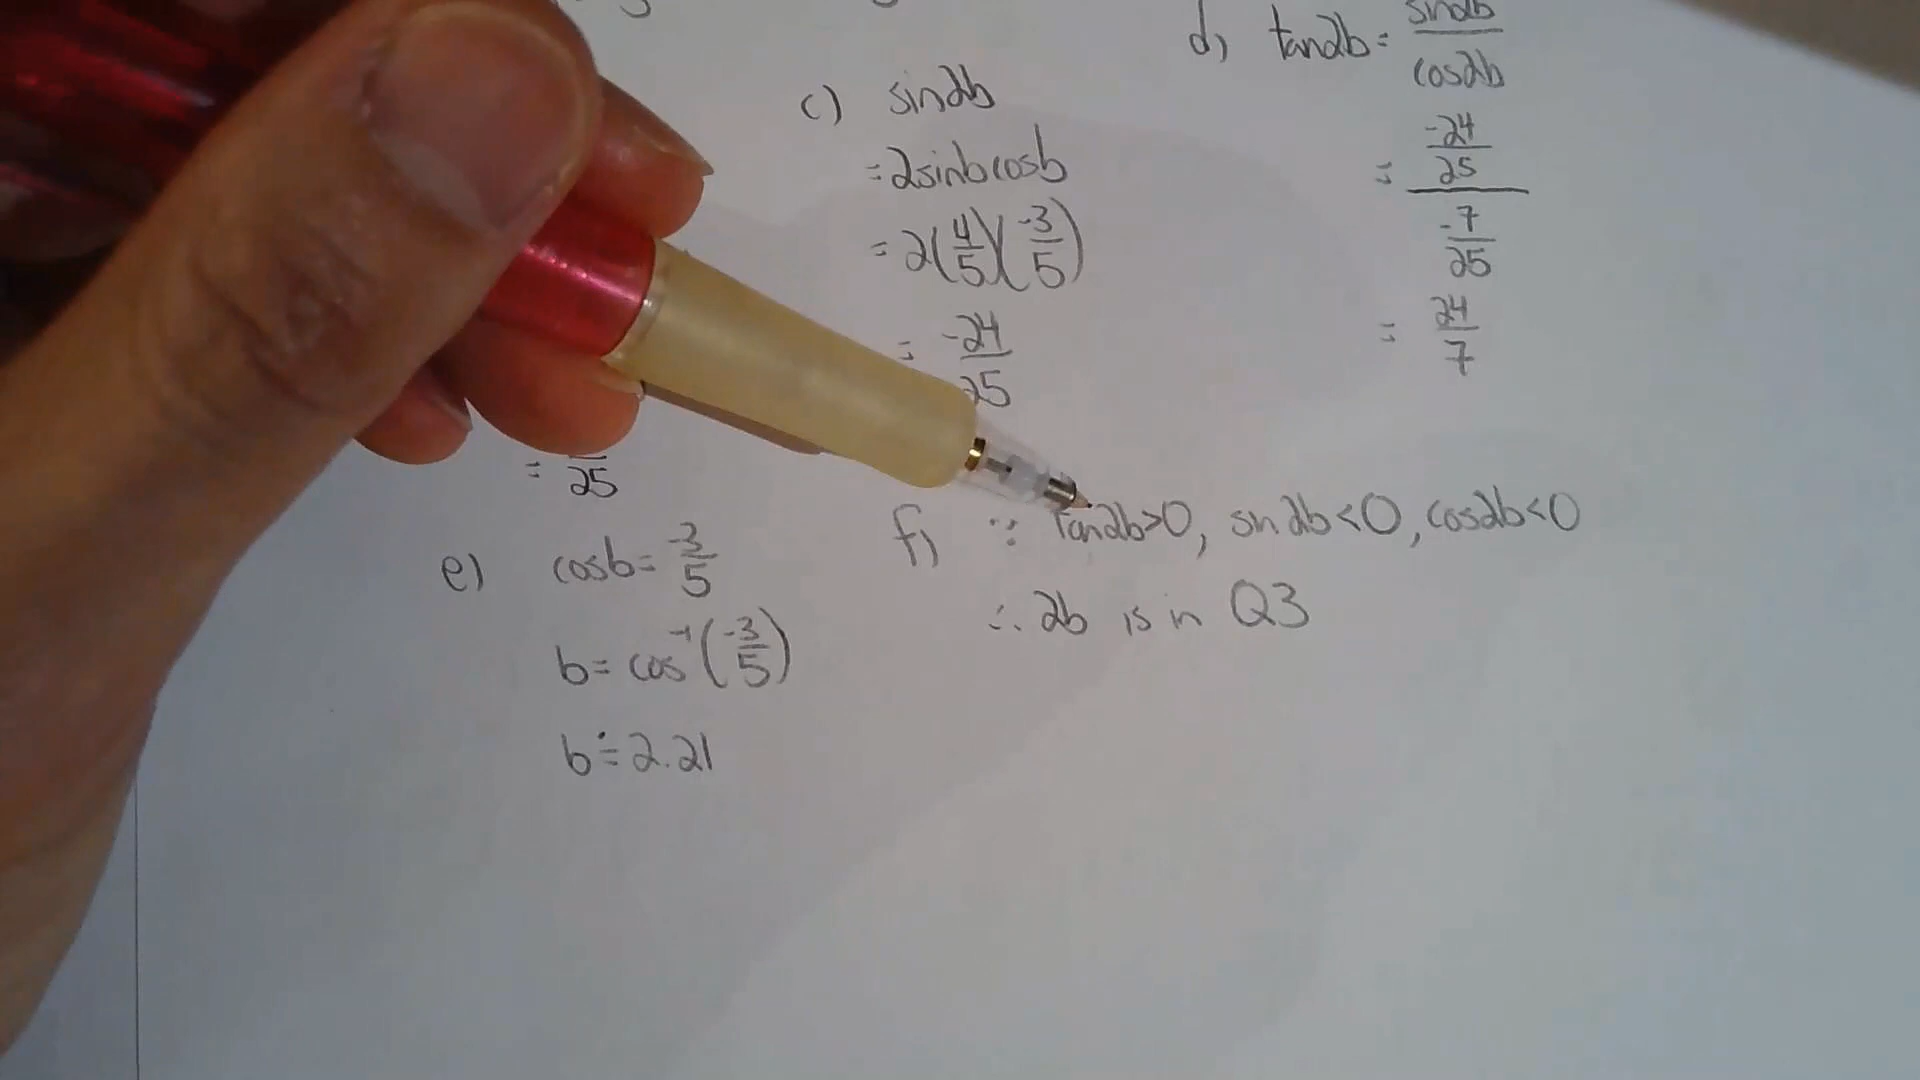 c) sin2b
=2sinbcosb
=2(4/5)(-3/5)
= -24/25
d) tan2b= sin2b/cos2b
= (-24/25)/(-7/25)
= 24/7
= /25
e) cosb= -3/5
b= cos⁻¹(-3/5)
b≐2.21
f) ∵ tan2b>0, sin2b<0, cos2b<0
∴ 2b is in Q3